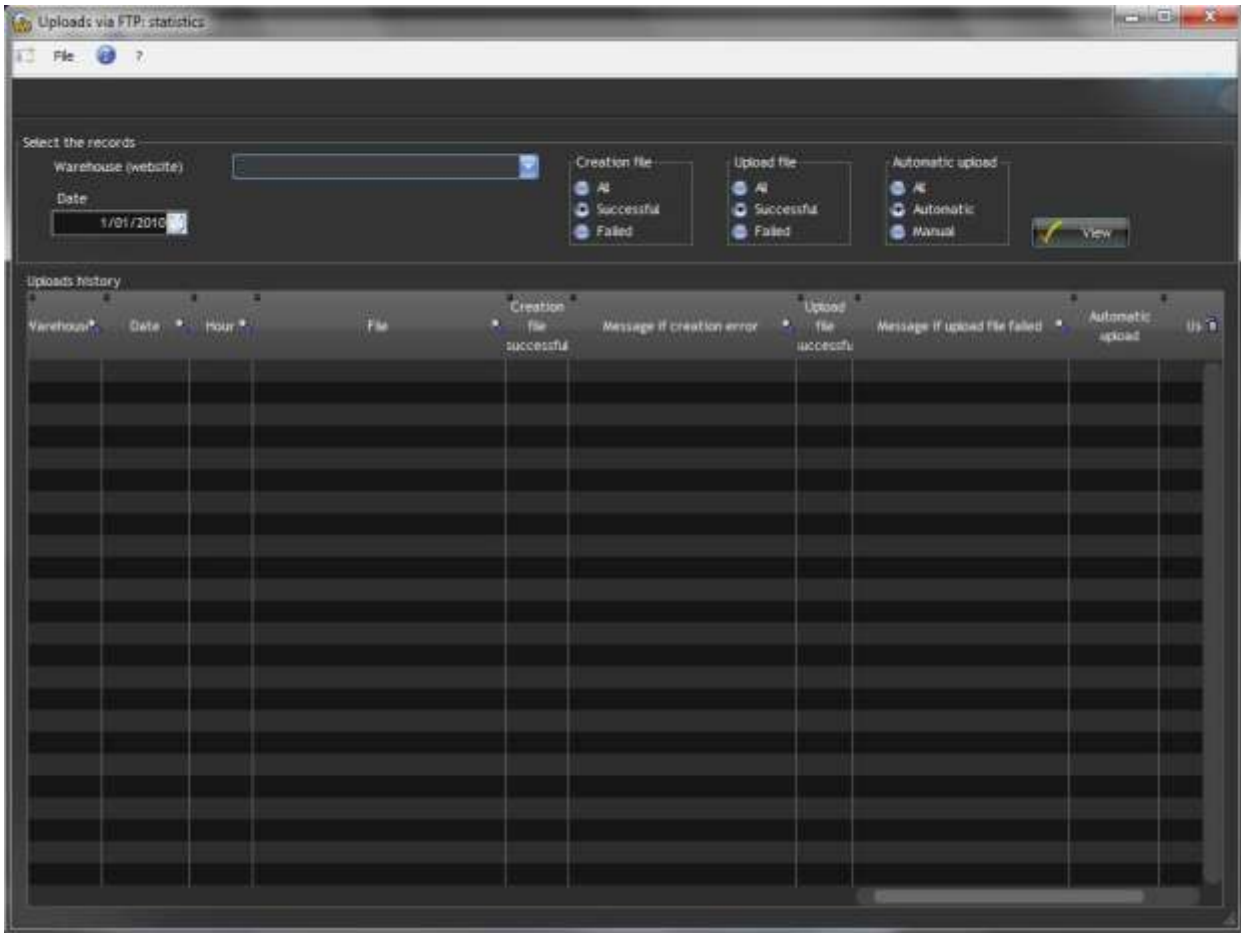 Uploads via FTP: statistics
File ?
Select the records
Warehouse (website)
Date
1/01/2010
Creation file
All
Successful
Failed
Upload file
All
Successful
Failed
Automatic upload
All
Automatic
Manual
View
Uploads history
Warehous
Date
Hour
File
Creation
file
successful
Message if creation error
Upload
file
successfu
Message if upload file failed
Automatic
upload
Us